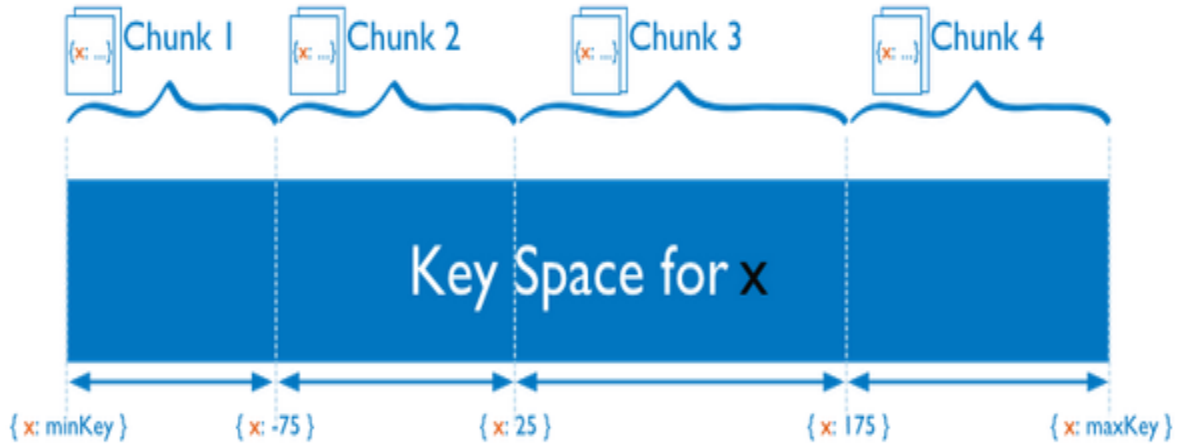 Chunk 1 Chunk 2 Chunk 3 Chunk 4
{x: ...} {x: ...} {x: ...} {x: ...}
Key Space for x
{ x: minKey } { x: -75 } { x: 25 } { x: 175 } { x: maxKey }